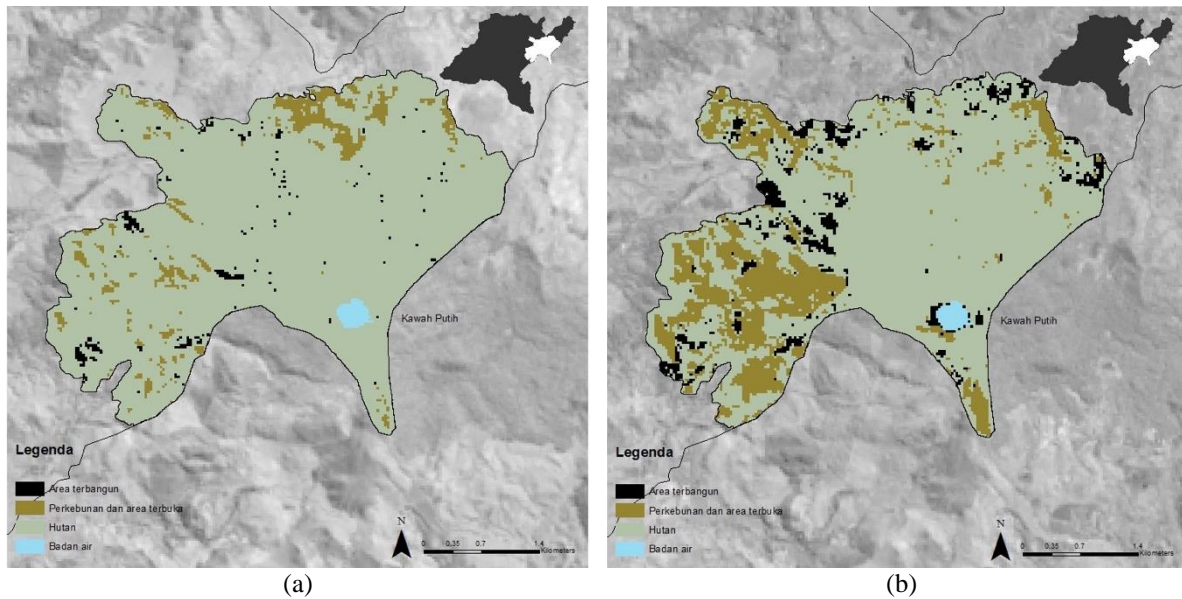 Kawah Putih
Legenda
Area terbangun
Perkebunan dan area terbuka
Hutan
Badan air
N
0 0,35 0,7 1,4
Kilometers
(a)
Kawah Putih
Legenda
Area terbangun
Perkebunan dan area terbuka
Hutan
Badan air
N
0 0,35 0,7 1,4
Kilometers
(b)